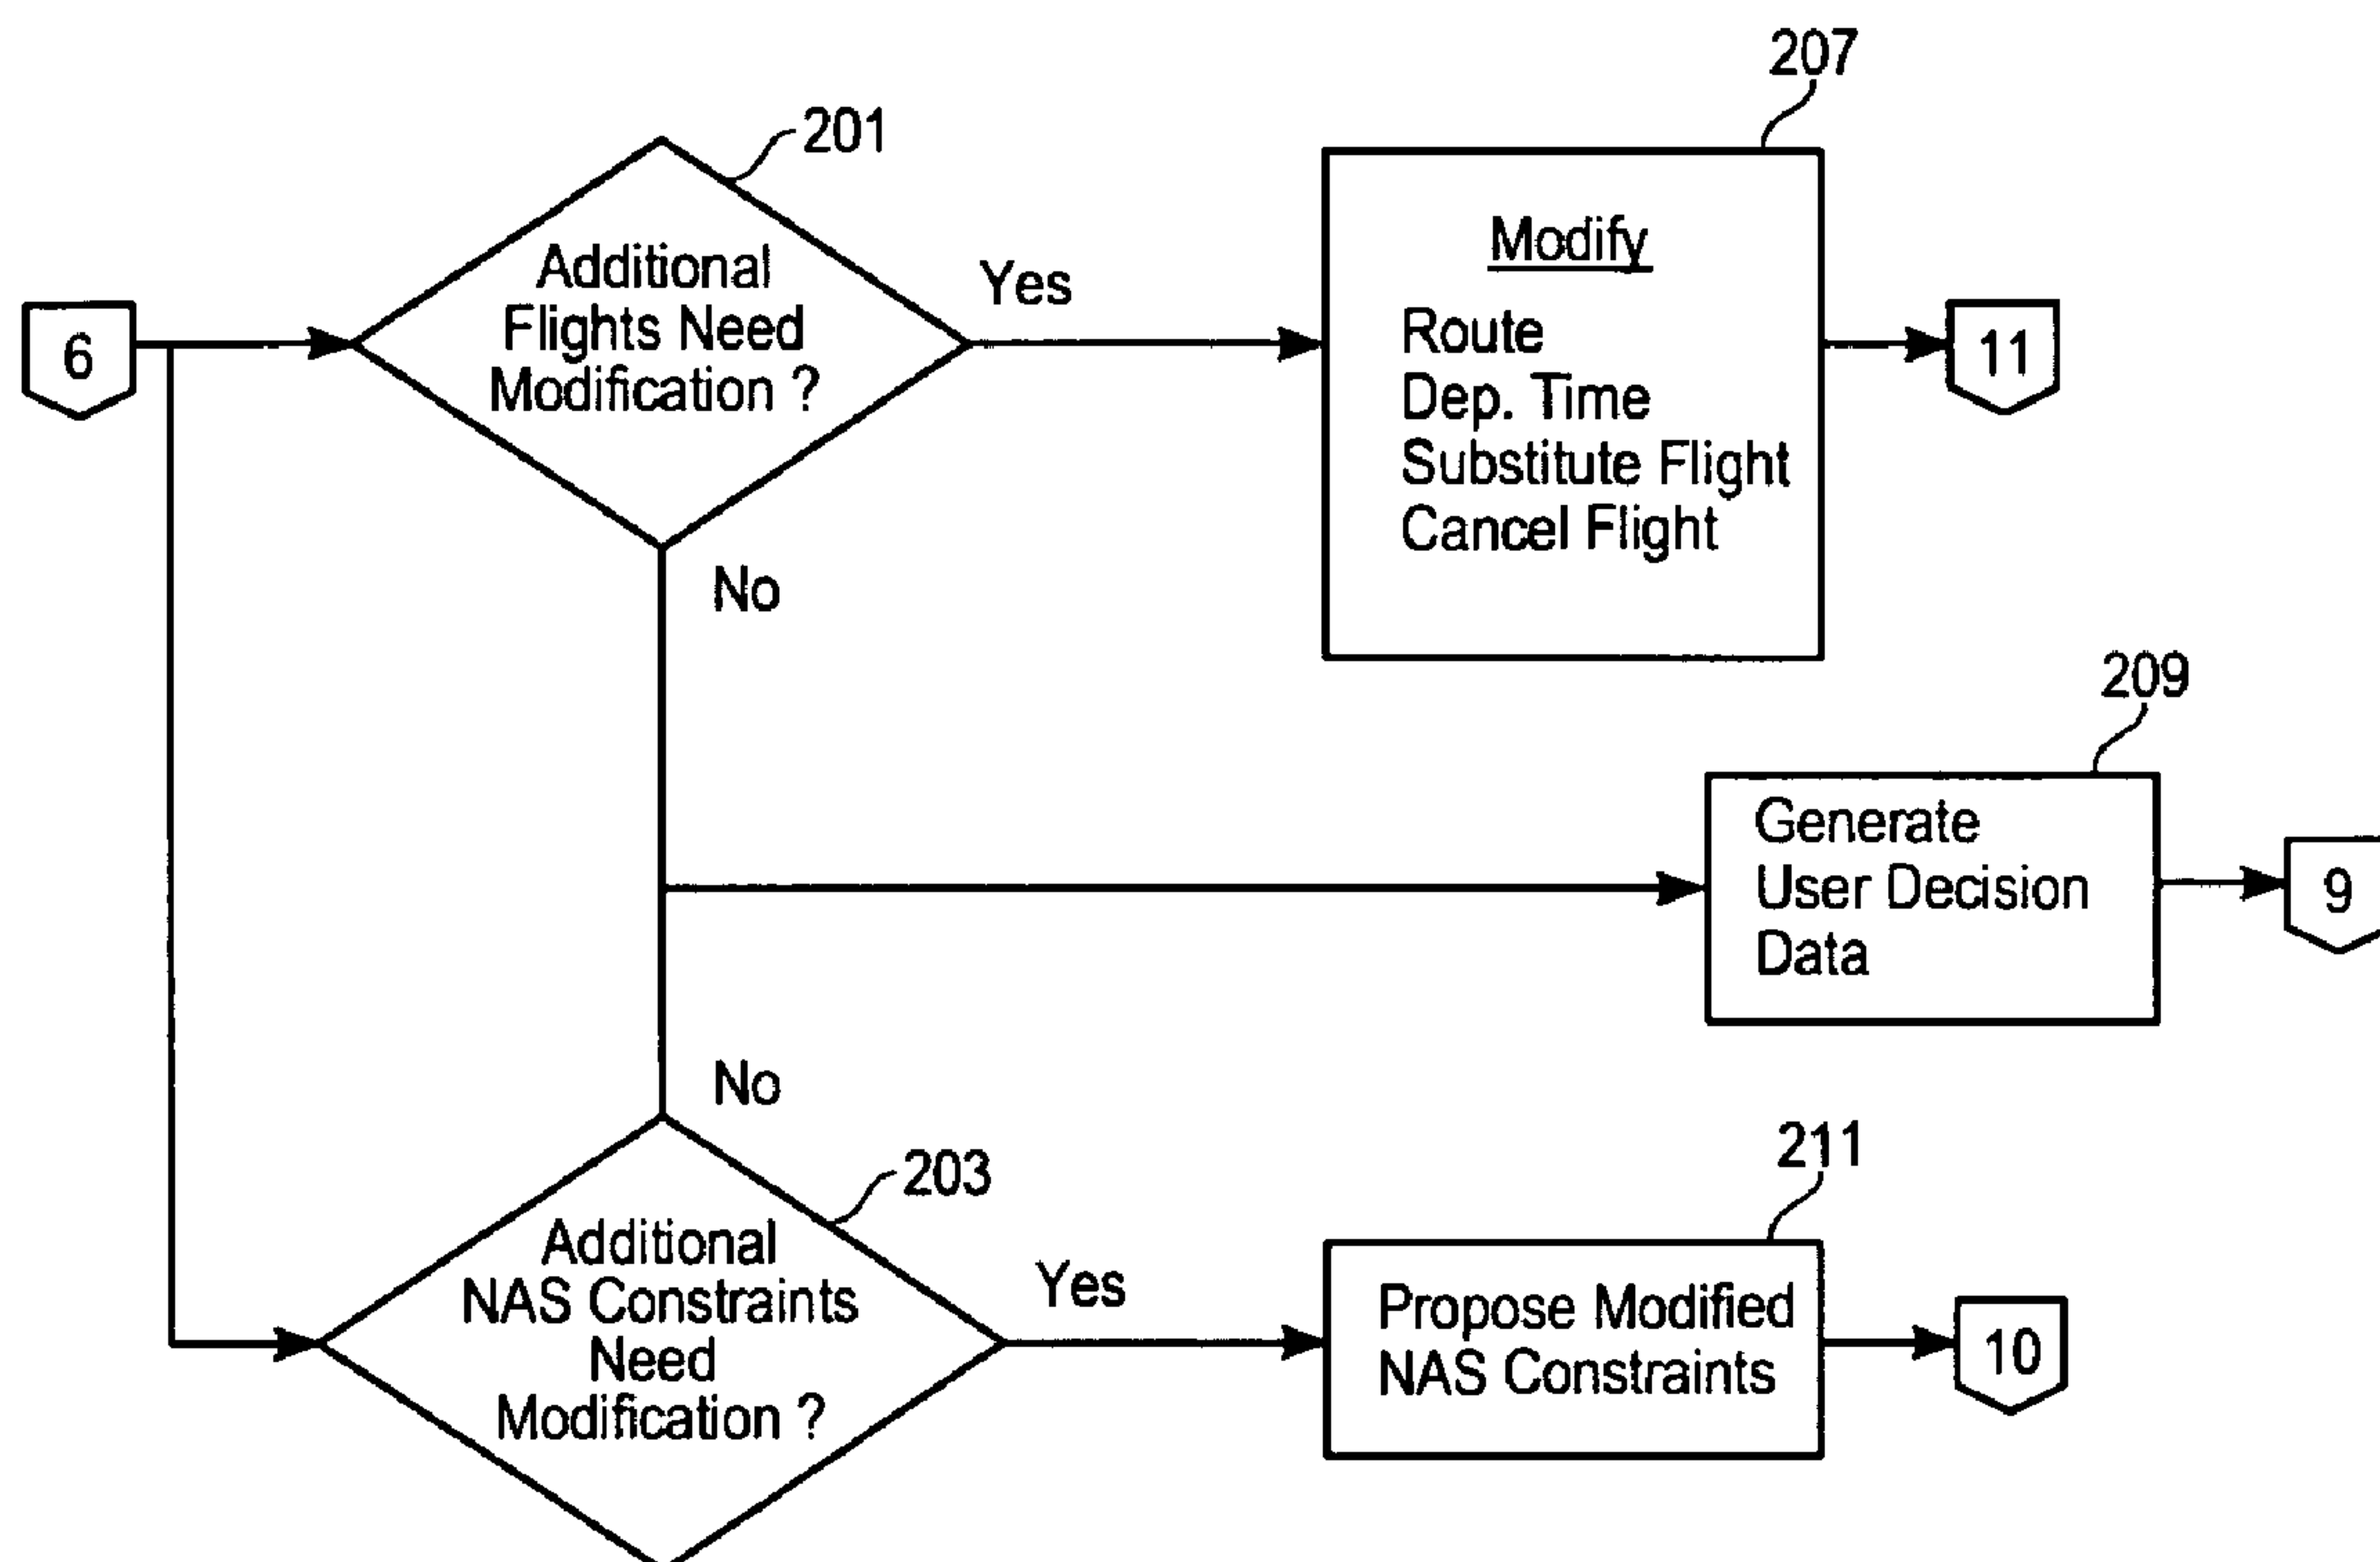 207
201
Additional
Flights Need
Modification ?
Yes
Modify
Route
Dep. Time
Substitute Flight
Cancel Flight
6
11
No
209
Generate
User Decision
Data
9
No
203
211
Additional
NAS Constraints
Need
Modification ?
Yes
Propose Modified
NAS Constraints
10